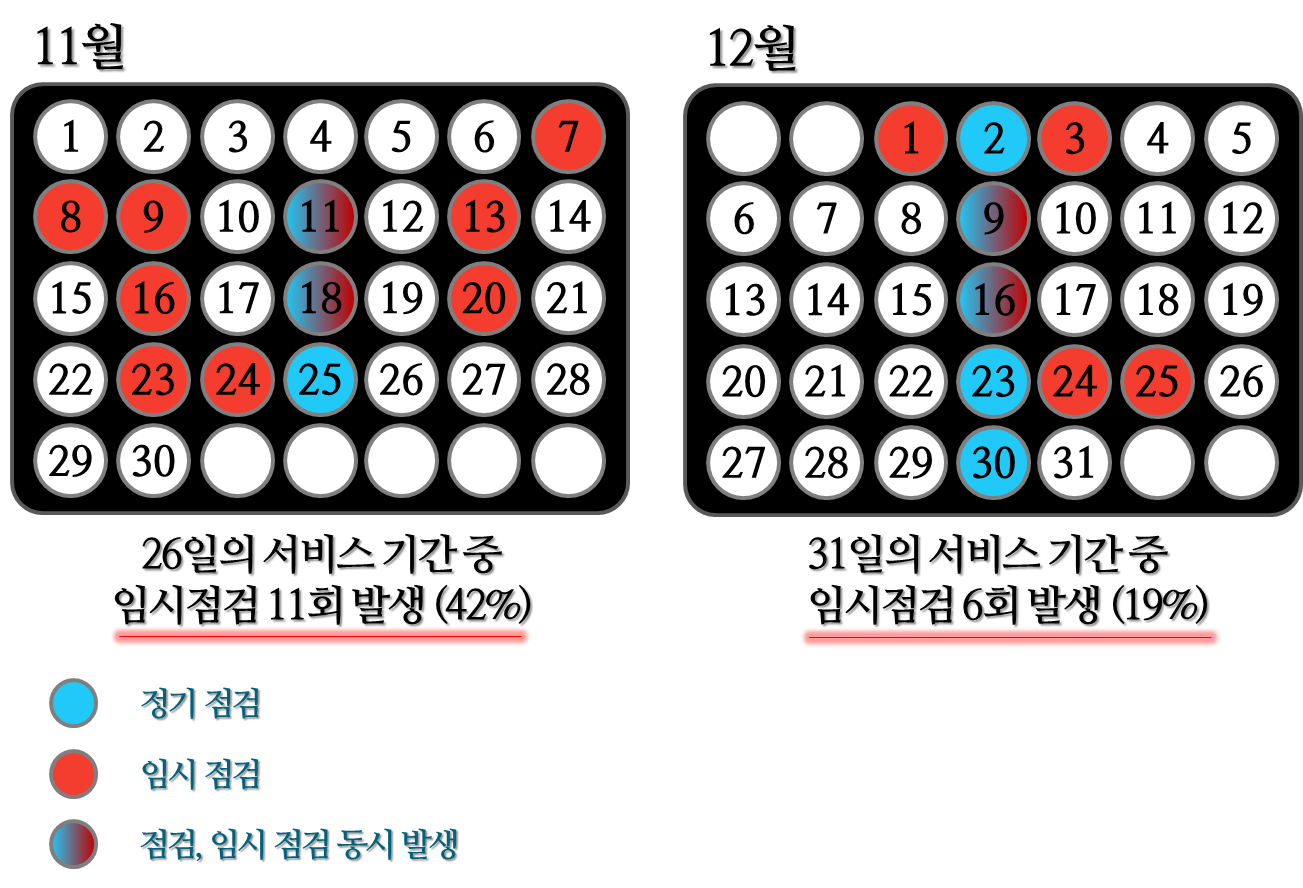 11월
1 2 3 4 5 6 7
8 9 10 11 12 13 14
15 16 17 18 19 20 21
22 23 24 25 26 27 28
29 30
26일의 서비스 기간 중
임시점검 11회 발생 (42%)
12월
1 2 3 4 5
6 7 8 9 10 11 12
13 14 15 16 17 18 19
20 21 22 23 24 25 26
27 28 29 30 31
31일의 서비스 기간 중
임시점검 6회 발생 (19%)
정기 점검
임시 점검
점검, 임시 점검 동시 발생